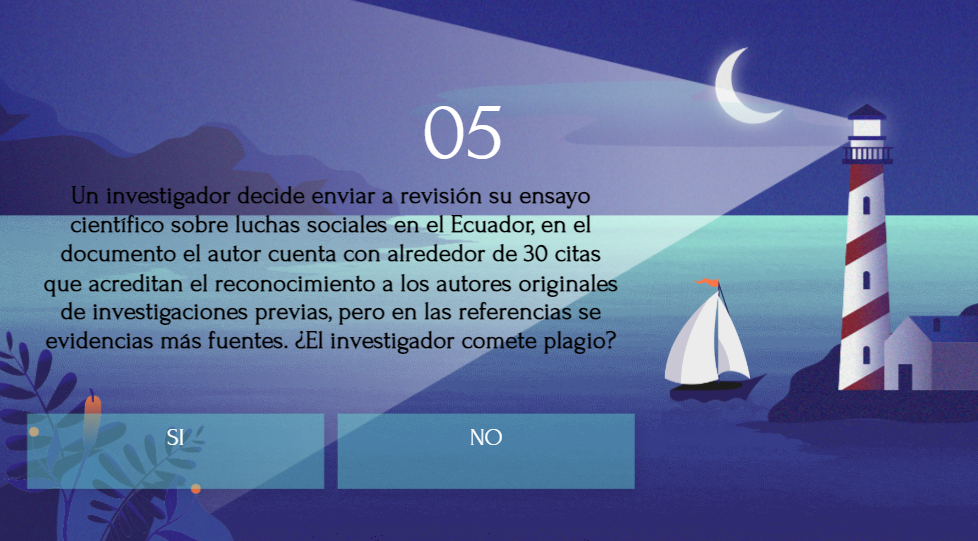 05
Un investigador decide enviar a revisión su ensayo
científico sobre luchas sociales en el Ecuador, en el
documento el autor cuenta con alrededor de 30 citas
que acreditan el reconocimiento a los autores originales
de investigaciones previas, pero en las referencias se
evidencias más fuentes. ¿El investigador comete plagio?
SI
NO